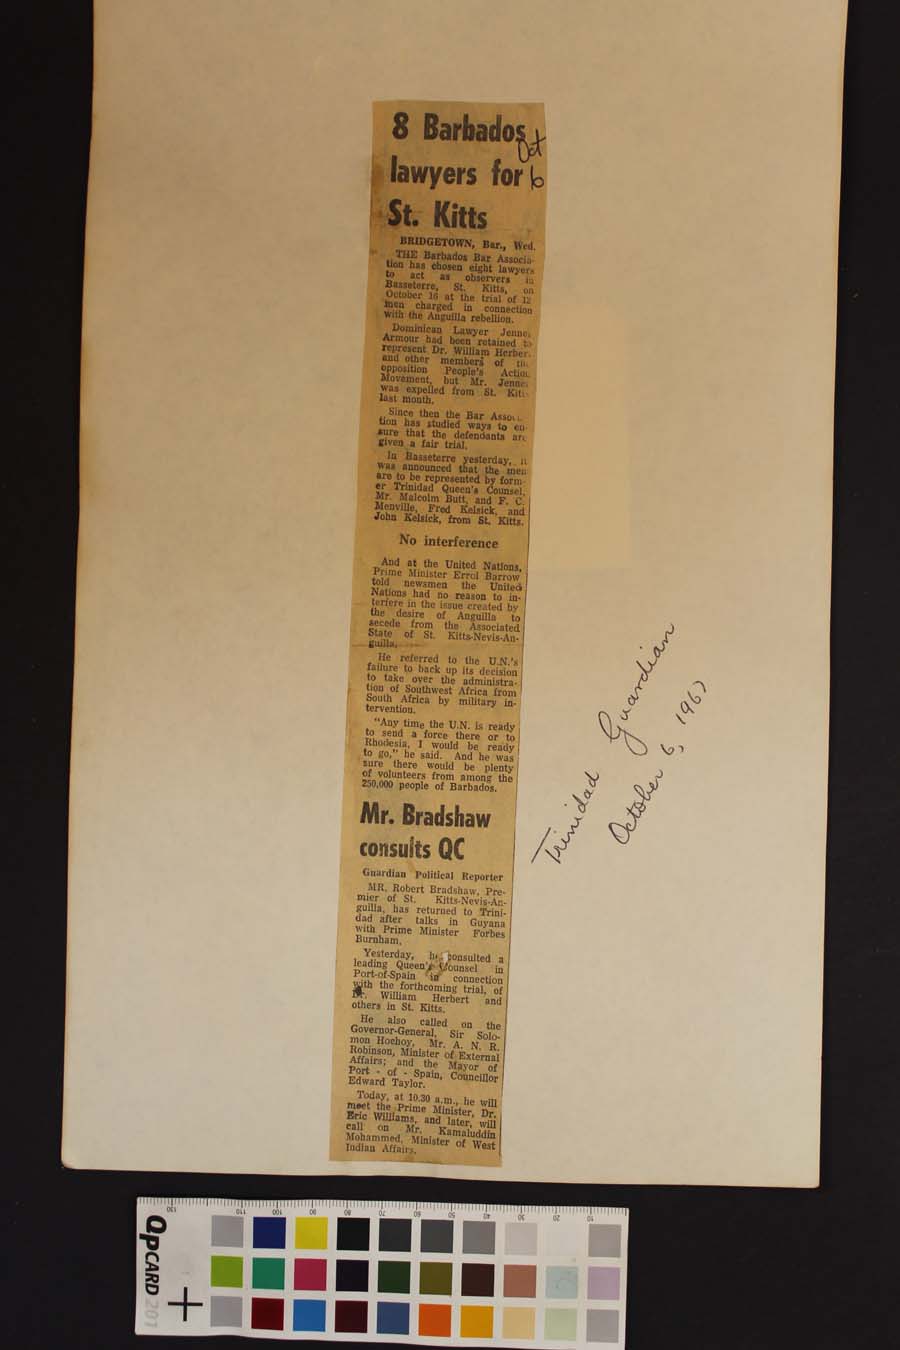 8 Barbados
lawyers for
St. Kitts
Oct
6
BRIDGETOWN, Bar., Wed.
THE Barbados Bar Associa-
tion has chosen eight lawyers
to act as observers in
Basseterre, St. Kitts, on
October 16 at the trial of 12
men charged in connection
with the Anguilla rebellion.
Dominican Lawyer Jenner
Armour had been retained to
represent Dr. William Herbert
and other members of the
opposition People's Action
Movement, but Mr. Jenner
was expelled from St. Kitts
last month.
Since then the Bar Associa-
tion has studied ways to en-
sure that the defendants are
given a fair trial.
In Basseterre yesterday, it
was announced that the men
are to be represented by form-
er Trinidad Queen's Counsel,
Mr. Malcolm Butt, and F. C.
Menville, Fred Kelsick, and
John Kelsick, from St. Kitts.
No interference
And at the United Nations,
Prime Minister Errol Barrow
told newsmen the United
Nations had no reason to in-
terfere in the issue created by
the desire of Anguilla to
secede from the Associated
State of St. Kitts-Nevis-An-
guilla.
He referred to the U.N.'s
failure to back up its decision
to take over the administra-
tion of Southwest Africa from
South Africa by military in-
tervention.
"Any time the U.N. is ready
to send a force there or to
Rhodesia, I would be ready
to go," he said. And he was
sure there would be plenty
of volunteers from among the
250,000 people of Barbados.
Mr. Bradshaw
consults QC
Guardian Political Reporter
MR. Robert Bradshaw, Pre-
mier of St. Kitts-Nevis-An-
guilla, has returned to Trini-
dad after talks in Guyana
with Prime Minister Forbes
Burnham.
Yesterday, he consulted a
leading Queen's Counsel in
Port-of-Spain in connection
with the forthcoming trial, of
Dr. William Herbert and
others in St. Kitts.
He also called on the
Governor-General, Sir Solo-
mon Hochoy, Mr. A. N. R.
Robinson, Minister of External
Affairs; and the Mayor of
Port - of - Spain, Councillor
Edward Taylor.
Today, at 10.30 a.m., he will
meet the Prime Minister, Dr.
Eric Williams, and later, will
call on Mr. Kamaluddin
Mohammed, Minister of West
Indian Affairs.
Trinidad Guardian
October 6, 1967
QpCARD 201
130 110 100 90 80 70 60 50 40 30 20 10